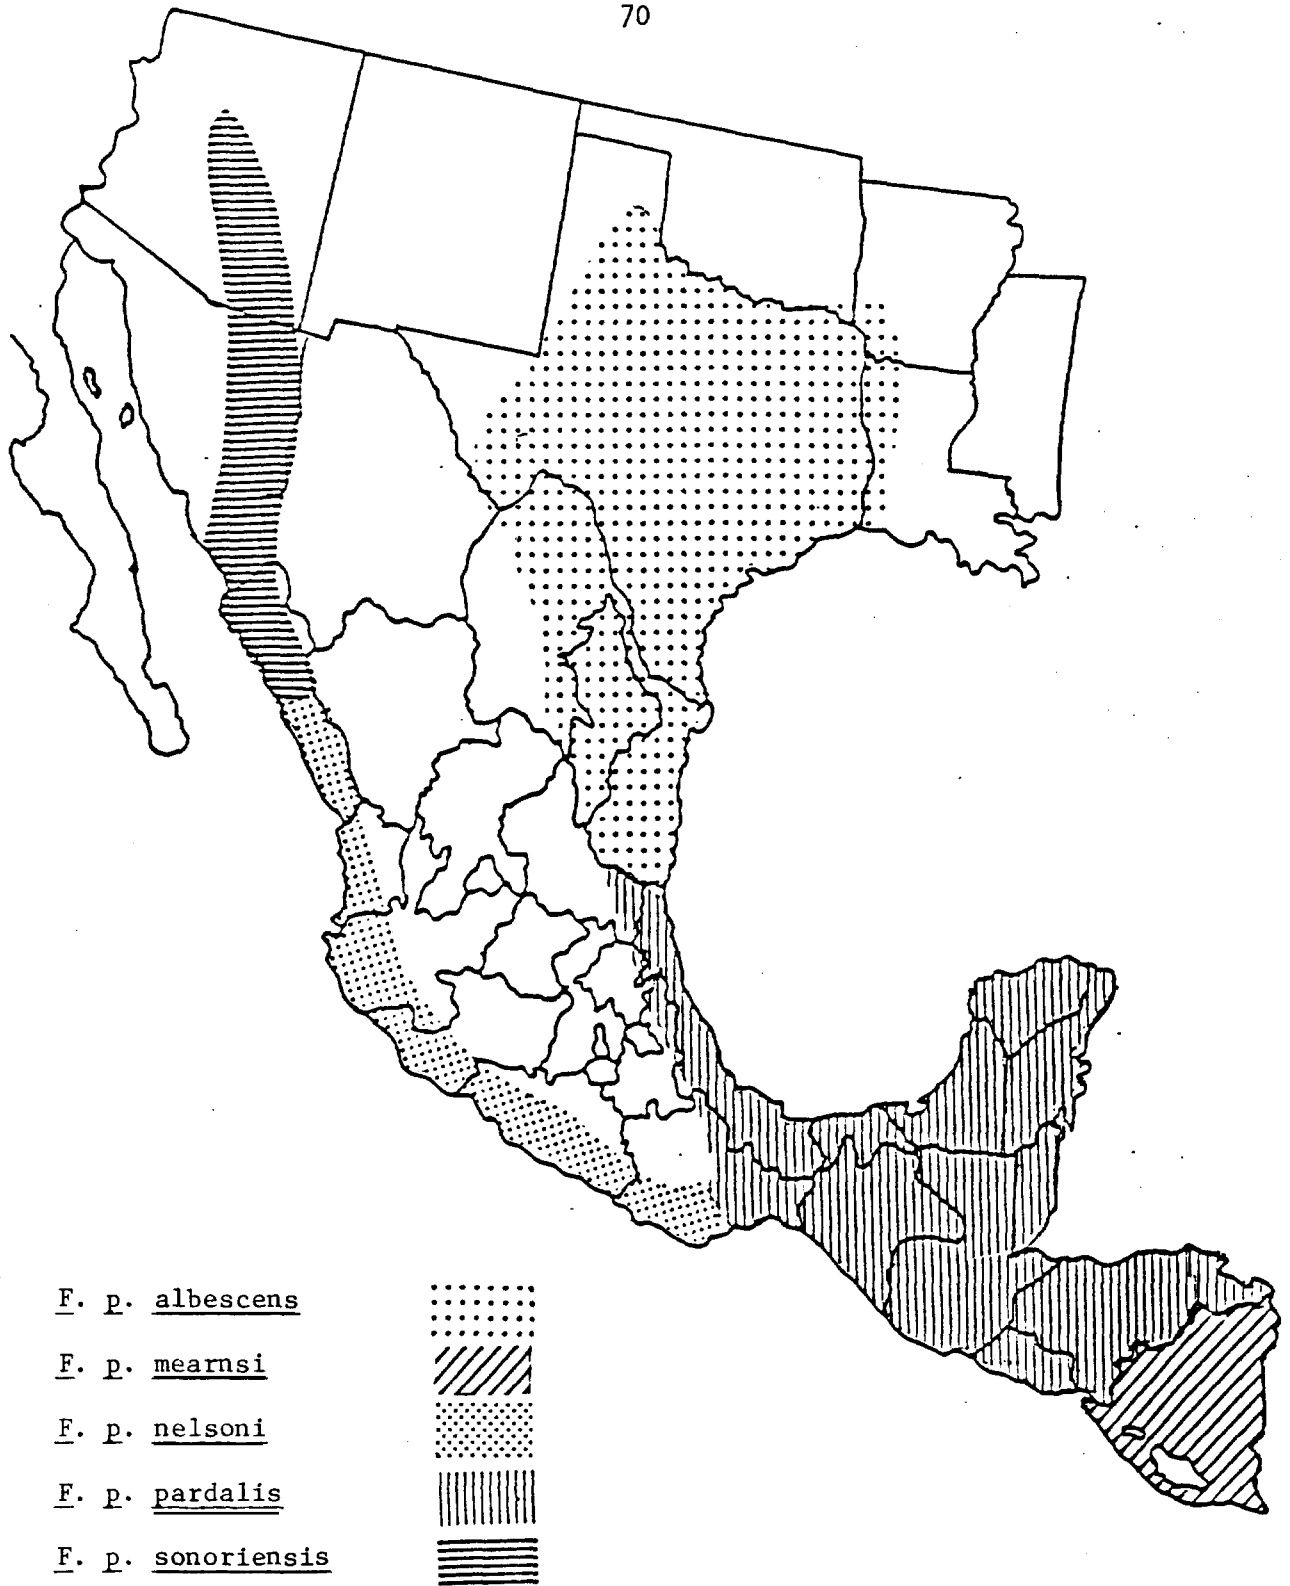 70
F. p. albescens
F. p. mearnsi
F. p. nelsoni
F. p. pardalis
F. p. sonoriensis